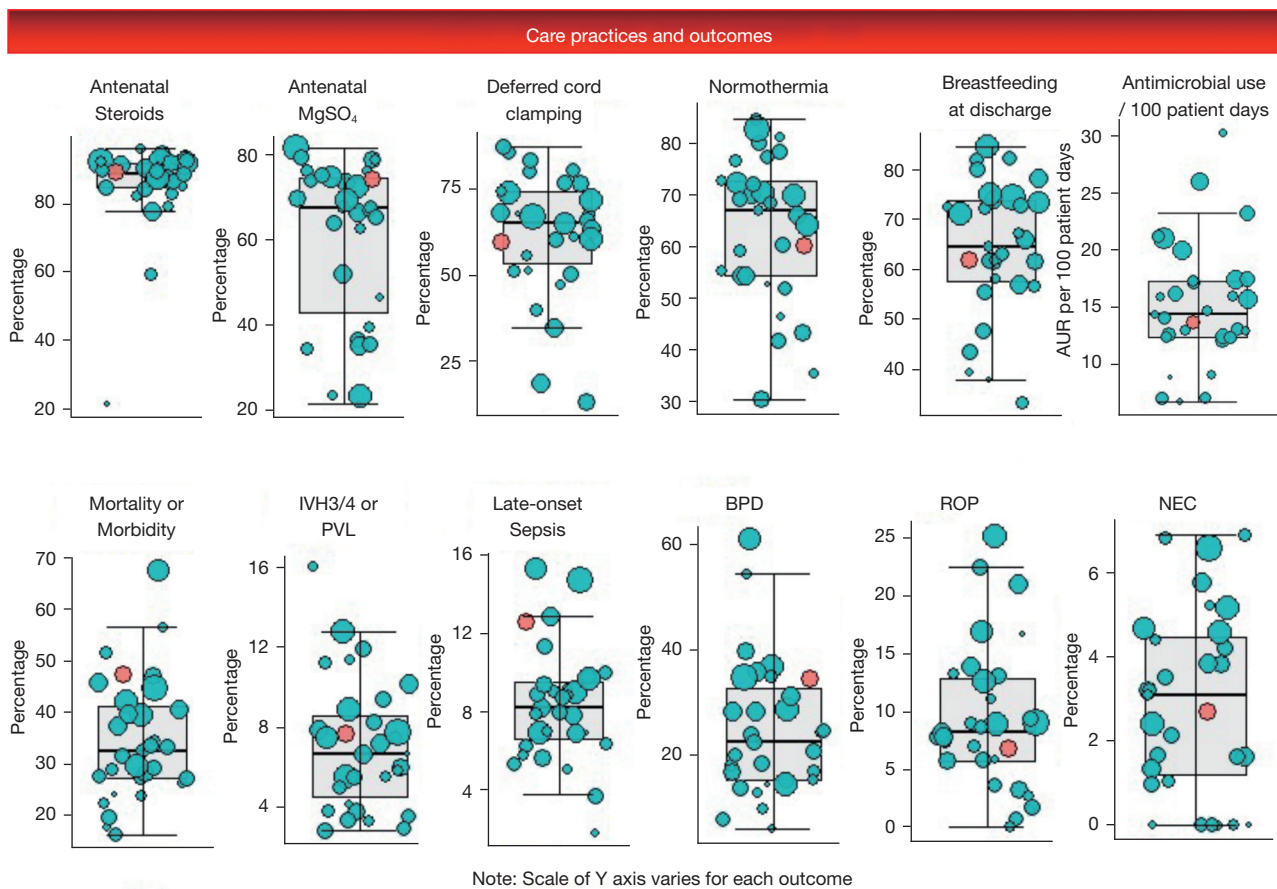 Care practices and outcomes
Antenatal
Steroids
Percentage
80
60
40
20
Antenatal
MgSO₄
Percentage
80
60
40
20
Deferred cord
clamping
Percentage
75
50
25
Normothermia
Percentage
80
70
60
50
40
30
Breastfeeding
at discharge
Percentage
80
70
60
50
40
Antimicrobial use
/ 100 patient days
AUR per 100 patient days
30
25
20
15
10
Mortality or
Morbidity
Percentage
70
60
50
40
30
20
IVH3/4 or
PVL
Percentage
16
12
8
4
Late-onset
Sepsis
Percentage
16
12
8
4
BPD
Percentage
60
40
20
ROP
Percentage
25
20
15
10
5
0
NEC
Percentage
6
4
2
0
Note: Scale of Y axis varies for each outcome